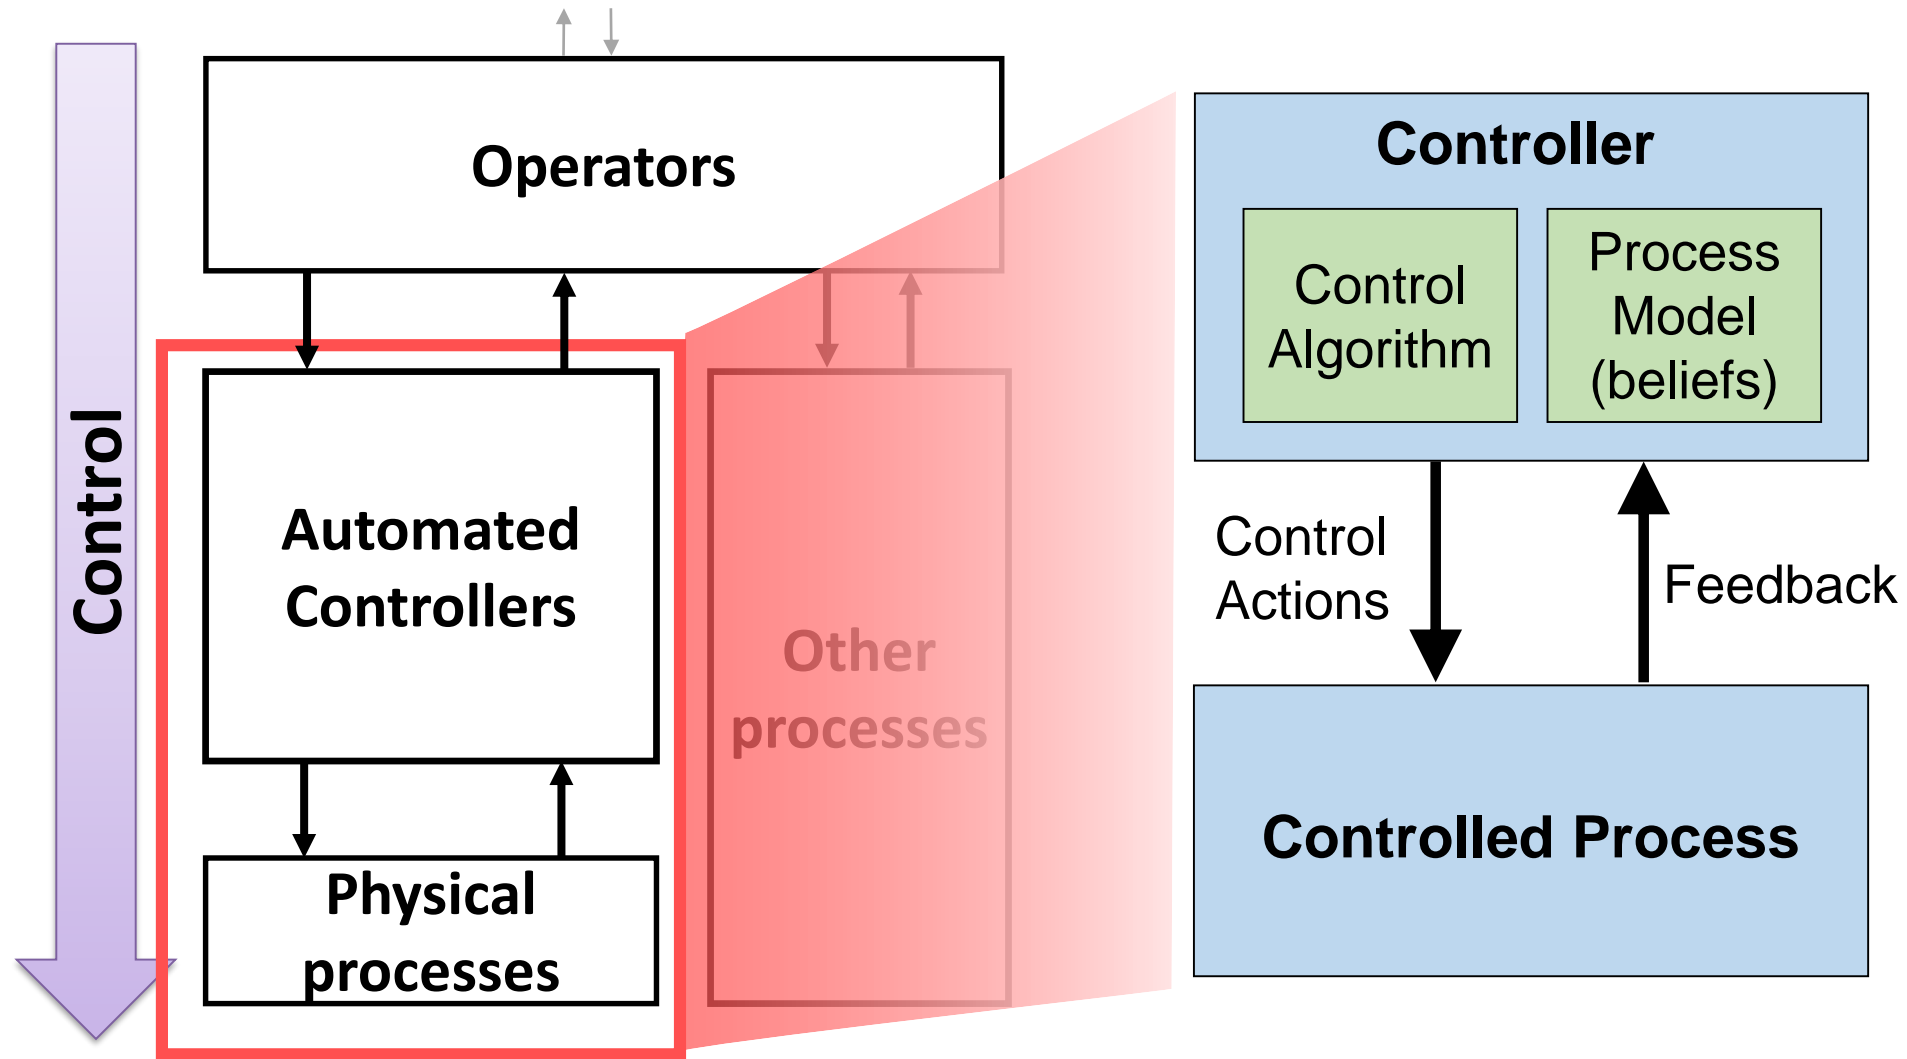 Control
Operators
Automated
Controllers
Physical
processes
Other
processes
Controller
Control
Algorithm
Process
Model
(beliefs)
Control
Actions
Feedback
Controlled Process